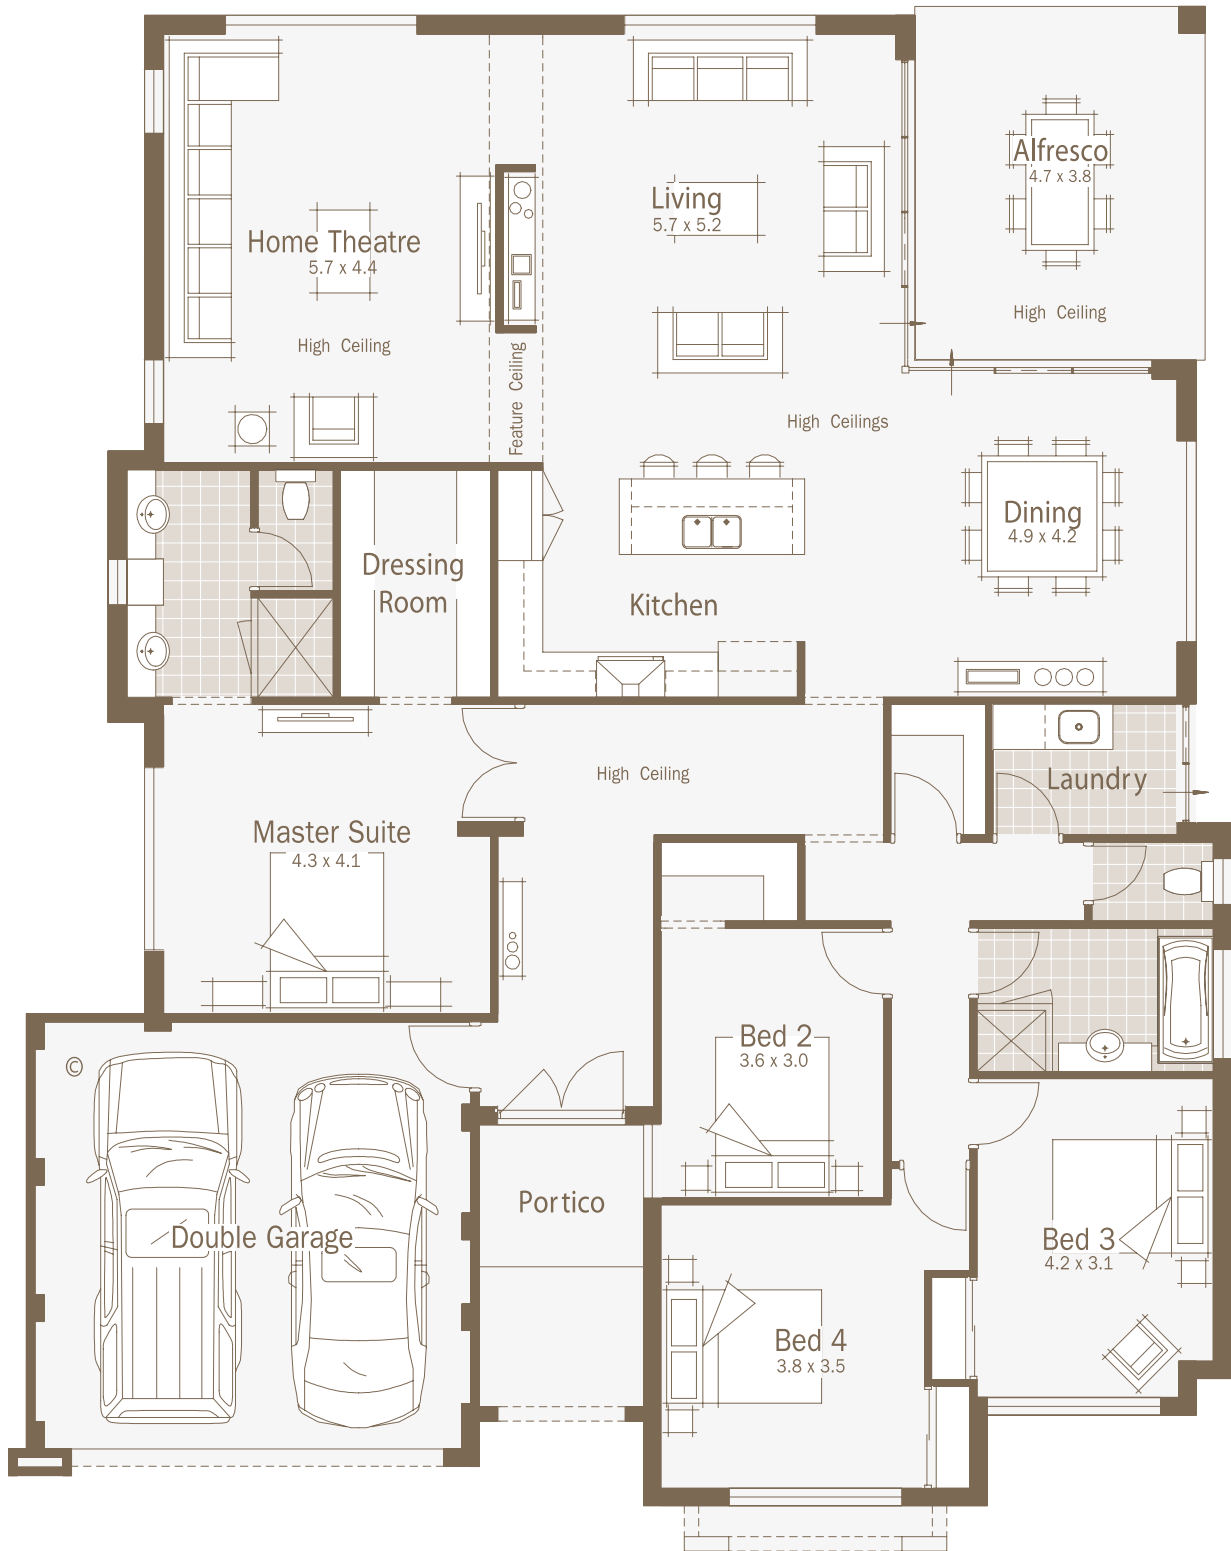 Alfresco
4.7 x 3.8
High Ceiling
Living
5.7 x 5.2
Home Theatre
5.7 x 4.4
High Ceiling
Feature Ceiling
High Ceilings
Dining
4.9 x 4.2
Dressing
Room
Kitchen
High Ceiling
Laundry
Master Suite
4.3 x 4.1
Bed 2
3.6 x 3.0
©
Portico
Double Garage
Bed 3
4.2 x 3.1
Bed 4
3.8 x 3.5